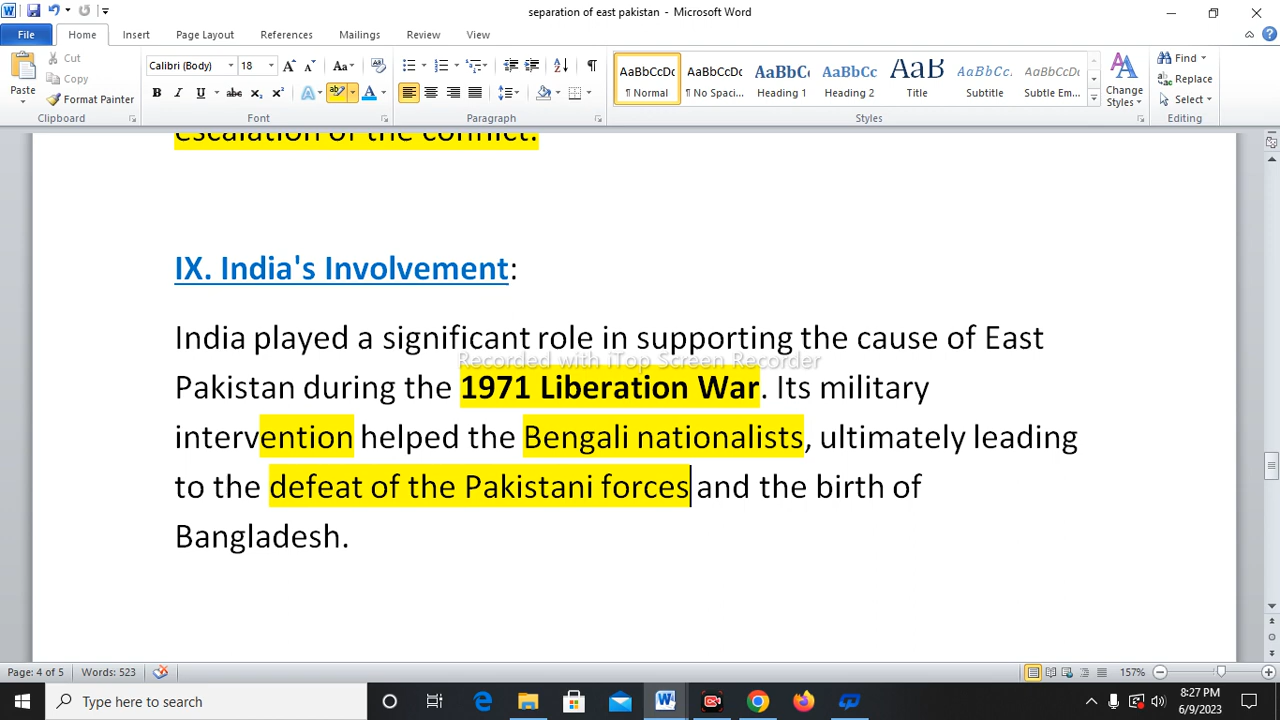 separation of east pakistan - Microsoft Word
File Home Insert Page Layout References Mailings Review View
Paste
Cut
Copy
Format Painter
Clipboard
Calibri (Body) 18
Font
Paragraph
AaBbCcDc
¶ Normal
AaBbCcDc
¶ No Spaci...
AaBbC
Heading 1
AaBbCc
Heading 2
AaB
Title
AaBbCcL
Subtitle
AaBbCcDc
Subtle Em...
Change
Styles
Styles
Find
Replace
Select
Editing
escalation of the conflict.
IX. India's Involvement:
India played a significant role in supporting the cause of East
Recorded with iTop Screen Recorder
Pakistan during the 1971 Liberation War. Its military
intervention helped the Bengali nationalists, ultimately leading
to the defeat of the Pakistani forces and the birth of
Bangladesh.
Page: 4 of 5 Words: 523
157%
Type here to search
8:27 PM
6/9/2023